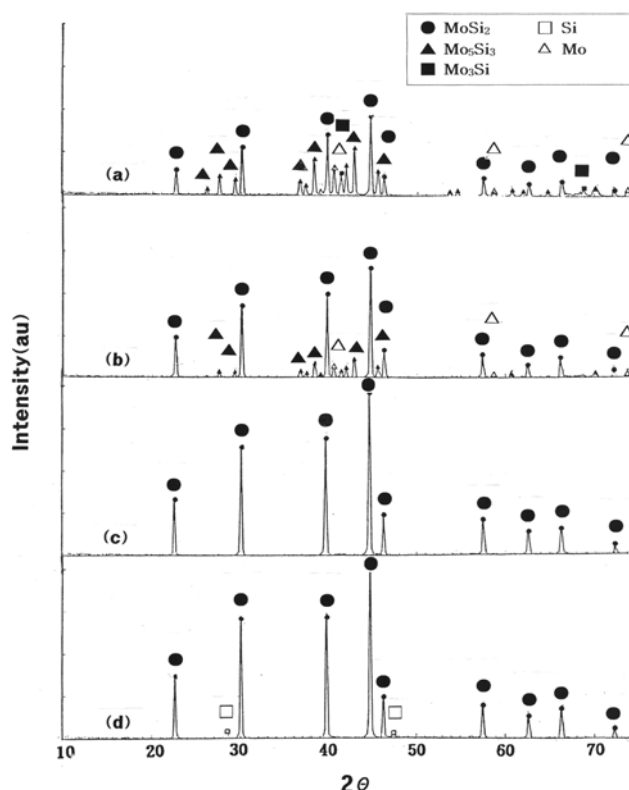 MoSi₂
Si
Mo₅Si₃
Mo
Mo₃Si
(a)
(b)
(c)
(d)
Intensity(au)
10 20 30 40 50 60 70
2θ